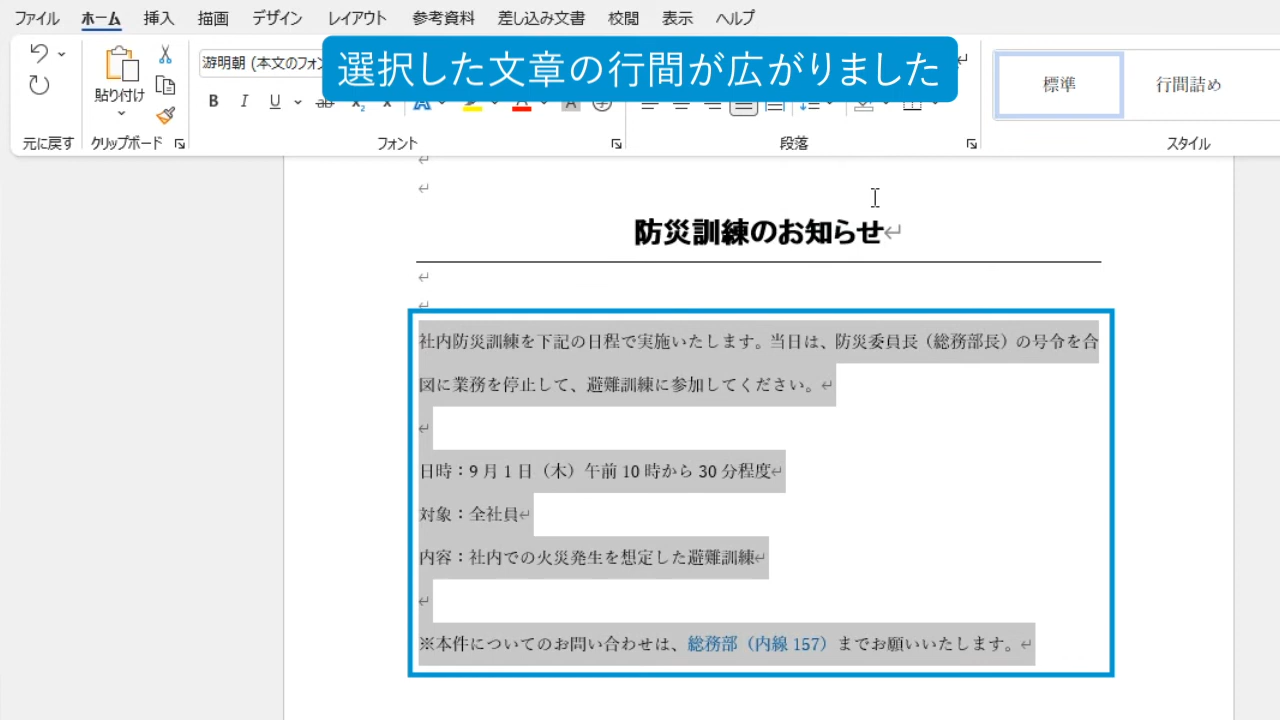 ファイル ホーム 挿入 描画 デザイン レイアウト 参考資料 差し込み文書 校閲 表示 ヘルプ
選択した文章の行間が広がりました
游明朝 (本文のフォン
貼り付け
B I U ab x₂ x A A A
標準 行間詰め
元に戻す クリップボード フォント 段落 スタイル
防災訓練のお知らせ
社内防災訓練を下記の日程で実施いたします。当日は、防災委員長（総務部長）の号令を合
図に業務を停止して、避難訓練に参加してください。
日時：9 月 1 日（木）午前 10 時から 30 分程度
対象：全社員
内容：社内での火災発生を想定した避難訓練
※本件についてのお問い合わせは、総務部（内線 157）までお願いいたします。